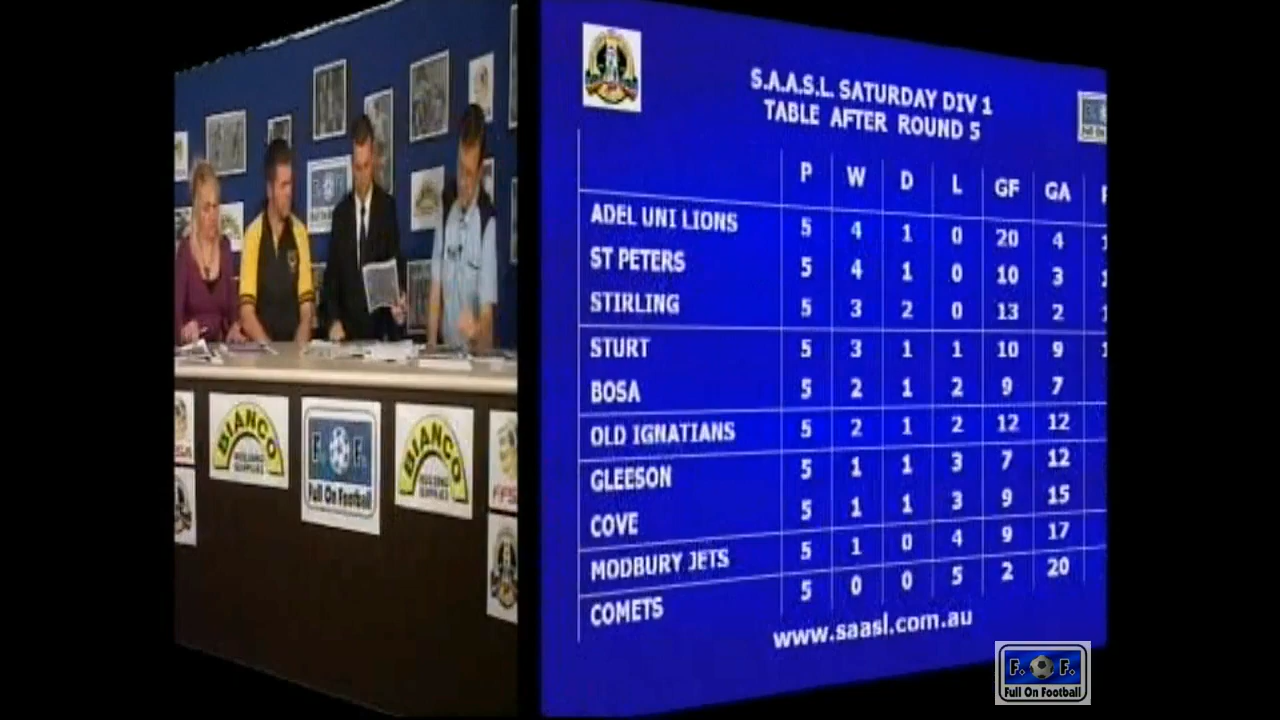 S.A.A.S.L. SATURDAY DIV 1
TABLE AFTER ROUND 5
P W D L GF GA
ADEL UNI LIONS 5 4 1 0 20 4
ST PETERS 5 4 1 0 10 3
STIRLING 5 3 2 0 13 2
STURT 5 3 1 1 10 9
BOSA 5 2 1 2 9 7
OLD IGNATIANS 5 2 1 2 12 12
GLEESON 5 1 1 3 7 12
COVE 5 1 1 3 9 15
MODBURY JETS 5 1 0 4 9 17
COMETS 5 0 0 5 2 20
www.saasl.com.au
BIANCO
BUILDING
SUPPLIES
F. F.
Full On Football
BIANCO
BUILDING
SUPPLIES
F. F.
Full On Football